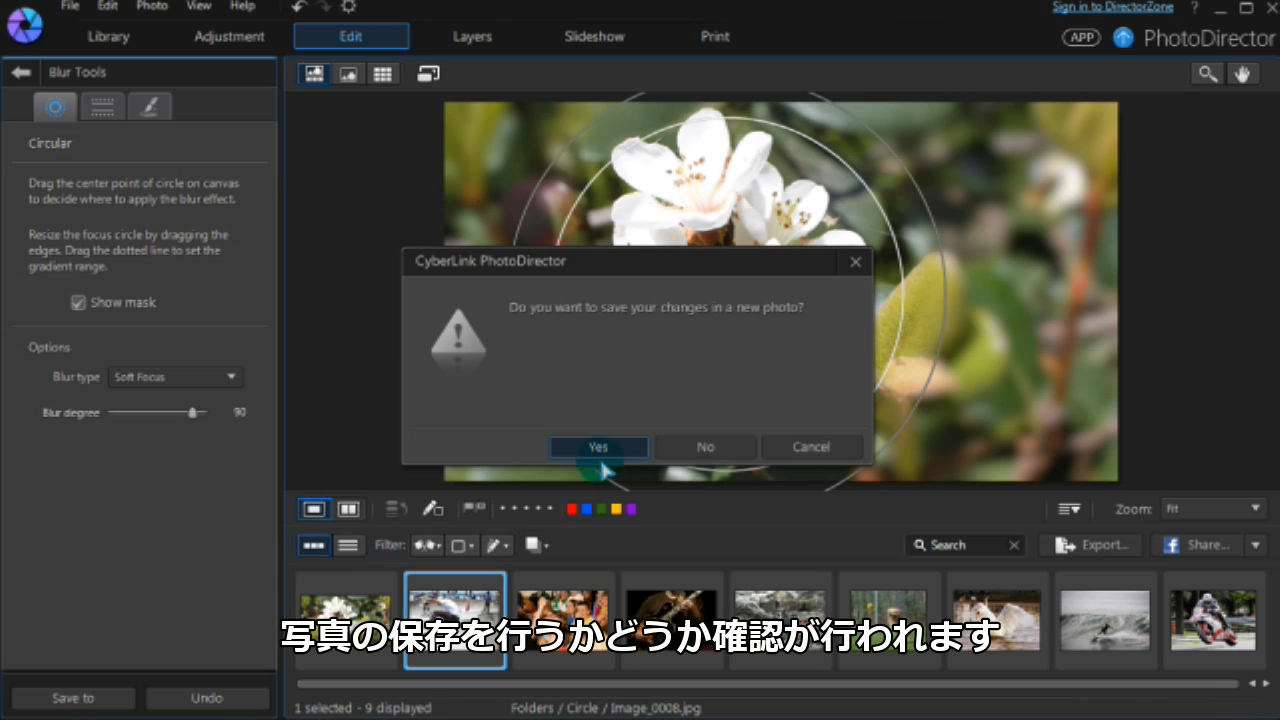 File Edit Photo View Help
Sign in to DirectorZone ?
Library Adjustment Edit Layers Slideshow Print
APP PhotoDirector
Blur Tools
Circular
Drag the center point of circle on canvas
to decide where to apply the blur effect.
Resize the focus circle by dragging the
edges. Drag the dotted line to set the
gradient range.
Show mask
Options
Blur type Soft Focus
Blur degree 90
CyberLink PhotoDirector
Do you want to save your changes in a new photo?
Yes No Cancel
Zoom: Fit
Filter: Search Export... Share...
写真の保存を行うかどうか確認が行われます
Save to Undo
1 selected - 9 displayed Folders / Circle / Image_0008.jpg